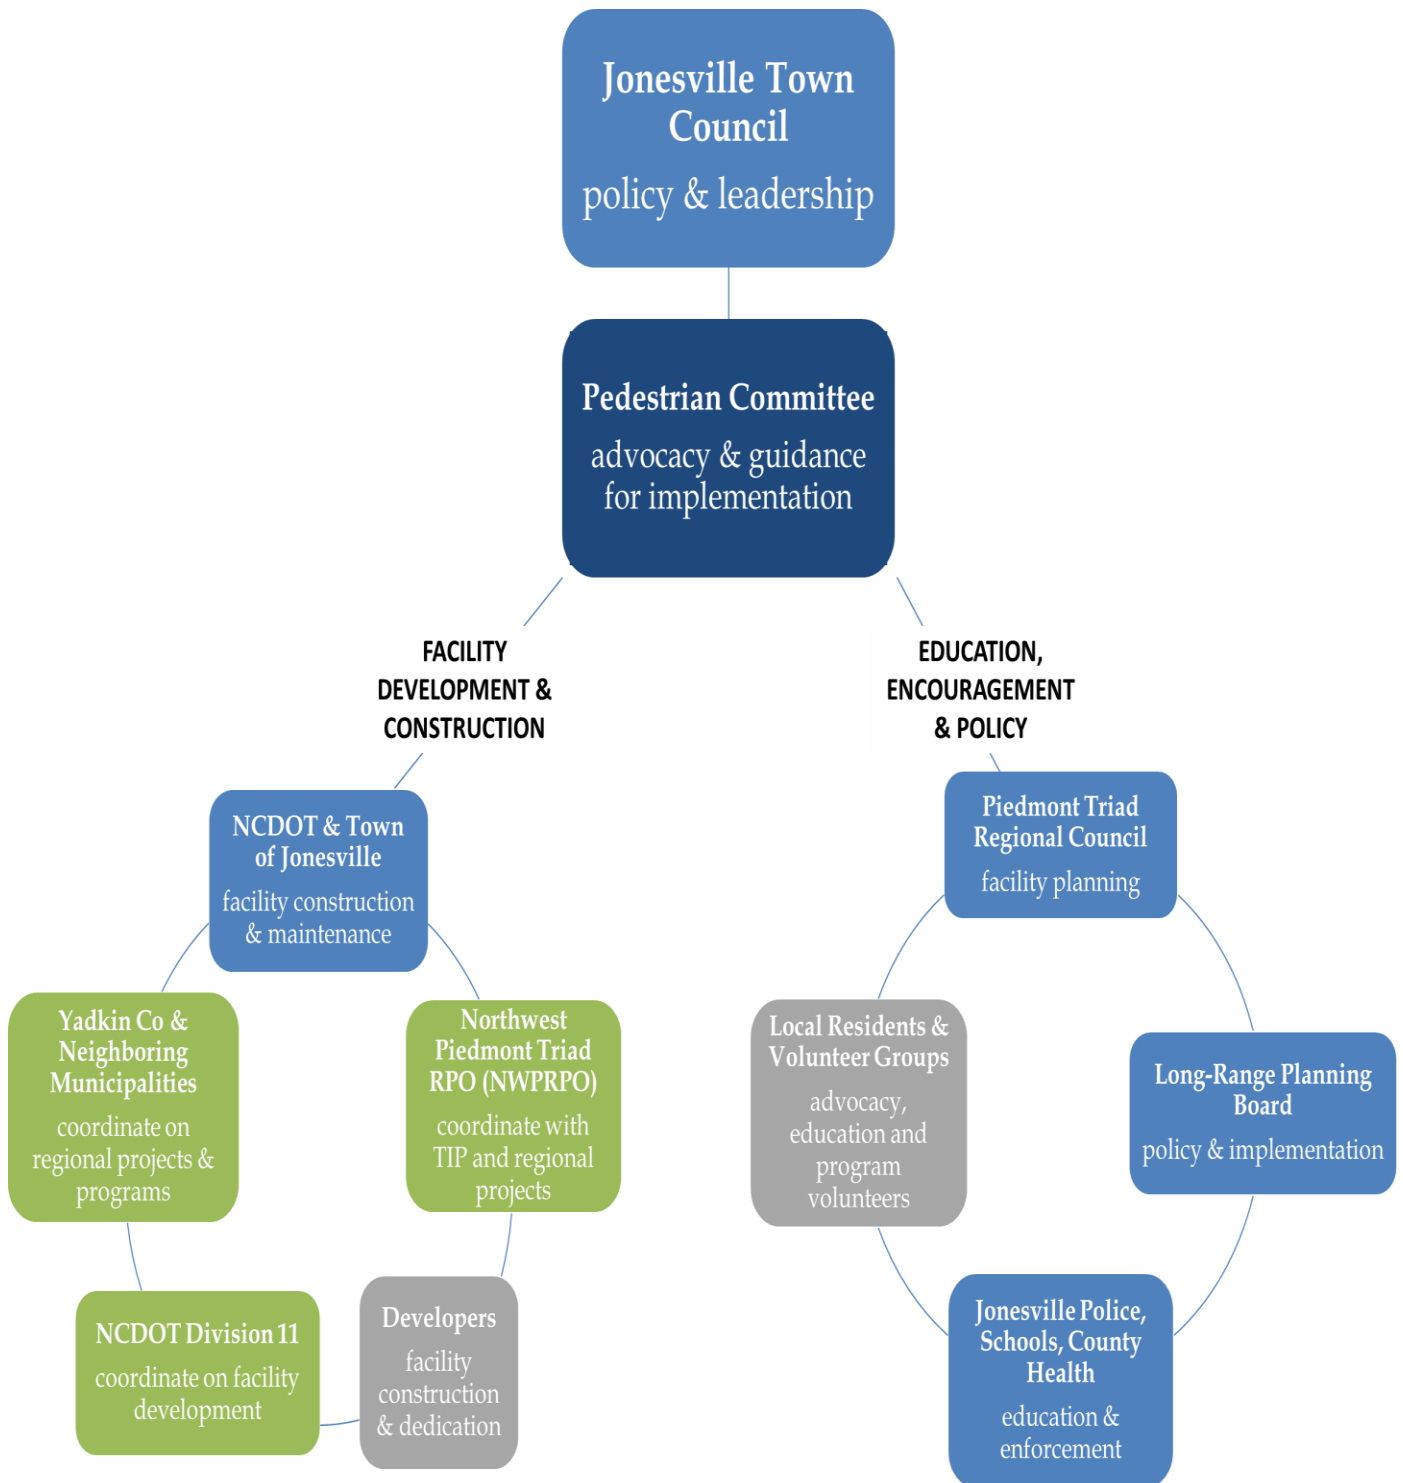 Jonesville Town
Council
policy & leadership
Pedestrian Committee
advocacy & guidance
for implementation
FACILITY
DEVELOPMENT &
CONSTRUCTION
EDUCATION,
ENCOURAGEMENT
& POLICY
NCDOT & Town
of Jonesville
facility construction
& maintenance
Yadkin Co &
Neighboring
Municipalities
coordinate on
regional projects &
programs
Northwest
Piedmont Triad
RPO (NWPRPO)
coordinate with
TIP and regional
projects
NCDOT Division 11
coordinate on facility
development
Developers
facility
construction
& dedication
Piedmont Triad
Regional Council
facility planning
Local Residents &
Volunteer Groups
advocacy,
education and
program
volunteers
Long-Range Planning
Board
policy & implementation
Jonesville Police,
Schools, County
Health
education &
enforcement